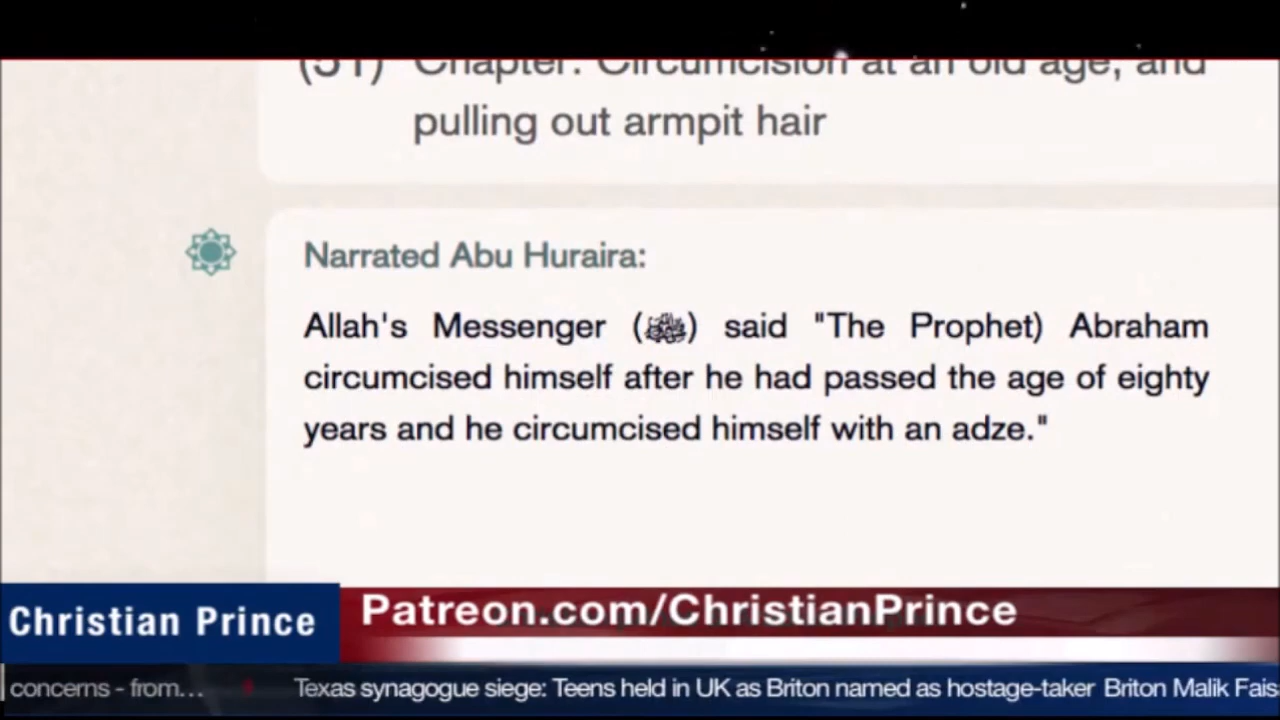 (51) Chapter: Circumcision at an old age, and
pulling out armpit hair
Narrated Abu Huraira:
Allah's Messenger (ﷺ) said "The Prophet) Abraham
circumcised himself after he had passed the age of eighty
years and he circumcised himself with an adze."
Christian Prince
Patreon.com/ChristianPrince
concerns - from... Texas synagogue siege: Teens held in UK as Briton named as hostage-taker Briton Malik Fais